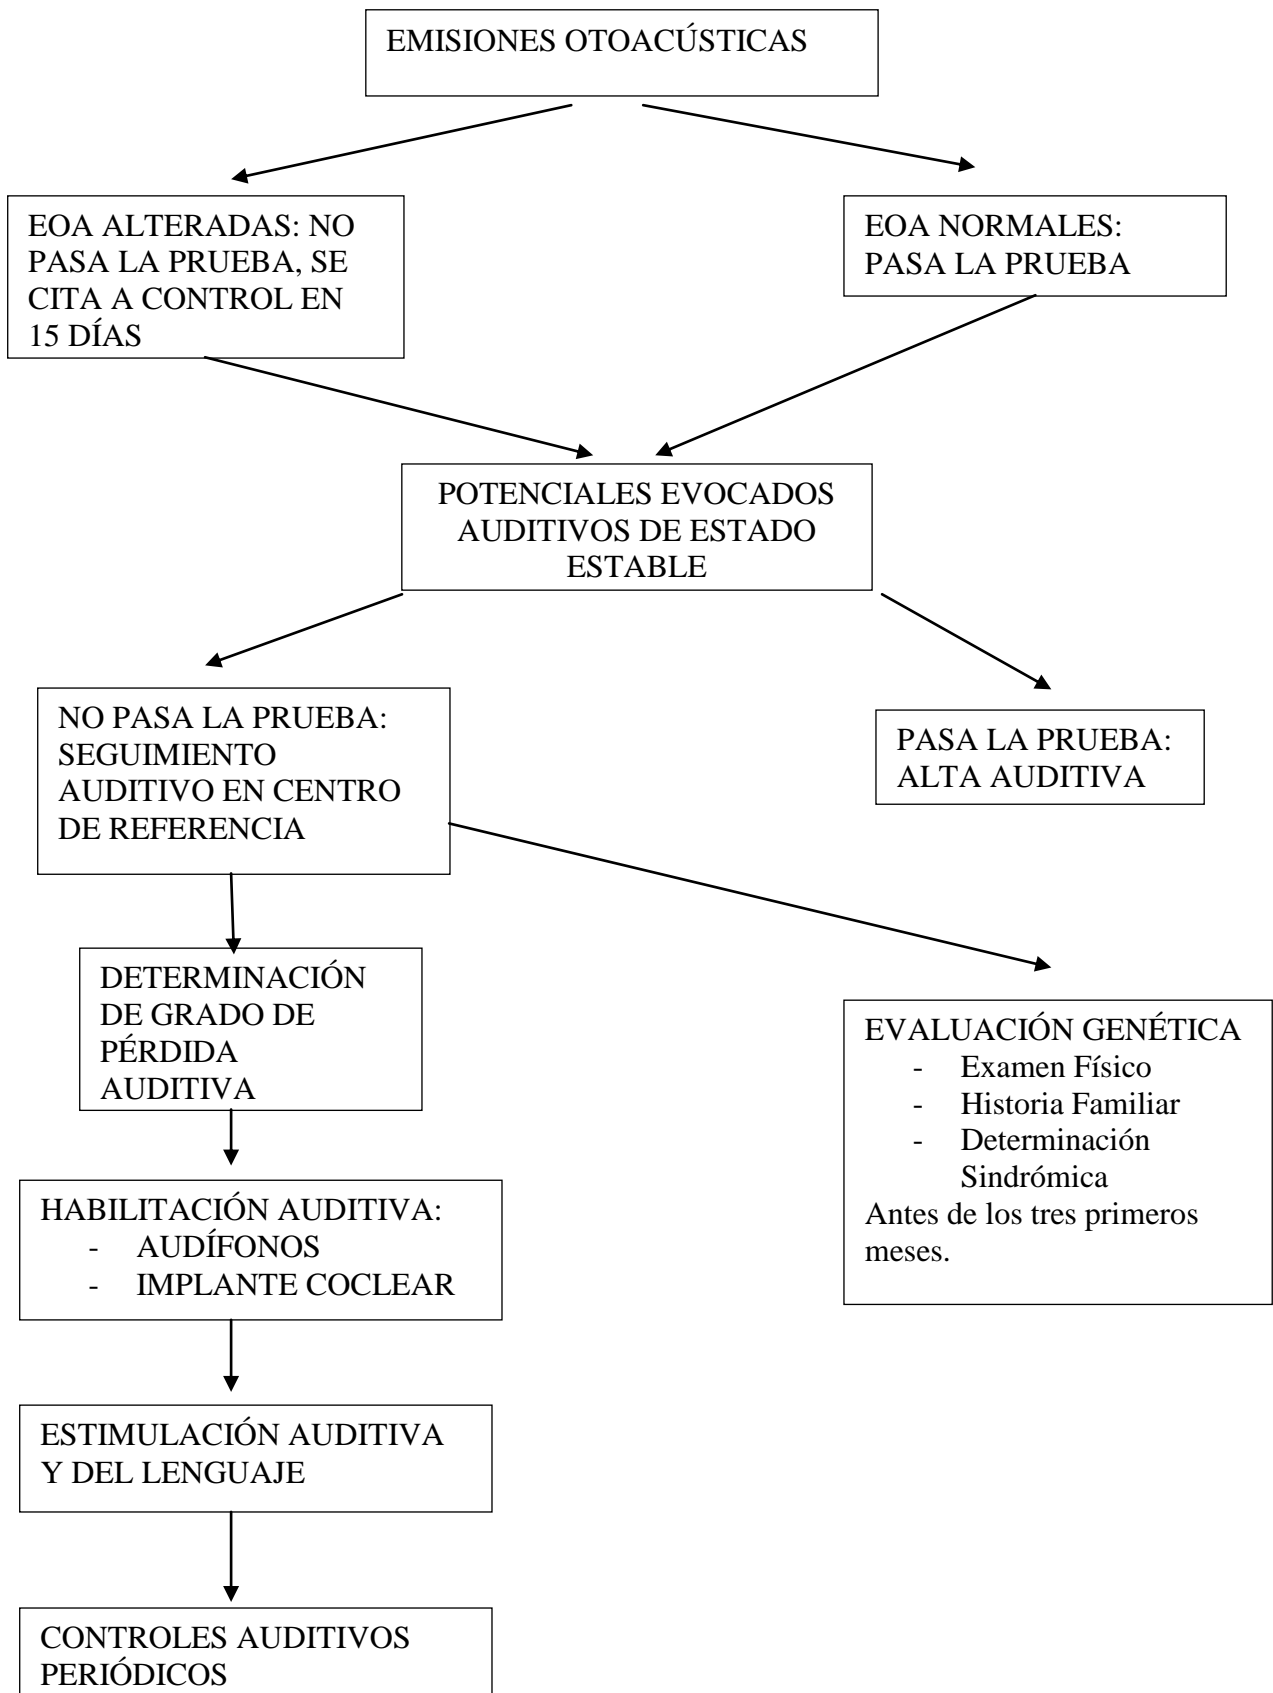 EMISIONES OTOACÚSTICAS
EOA ALTERADAS: NO
PASA LA PRUEBA, SE
CITA A CONTROL EN
15 DÍAS
EOA NORMALES:
PASA LA PRUEBA
POTENCIALES EVOCADOS
AUDITIVOS DE ESTADO
ESTABLE
NO PASA LA PRUEBA:
SEGUIMIENTO
AUDITIVO EN CENTRO
DE REFERENCIA
PASA LA PRUEBA:
ALTA AUDITIVA
DETERMINACIÓN
DE GRADO DE
PÉRDIDA
AUDITIVA
EVALUACIÓN GENÉTICA
- Examen Físico
- Historia Familiar
- Determinación
Sindrómica
Antes de los tres primeros
meses.
HABILITACIÓN AUDITIVA:
- AUDÍFONOS
- IMPLANTE COCLEAR
ESTIMULACIÓN AUDITIVA
Y DEL LENGUAJE
CONTROLES AUDITIVOS
PERIÓDICOS